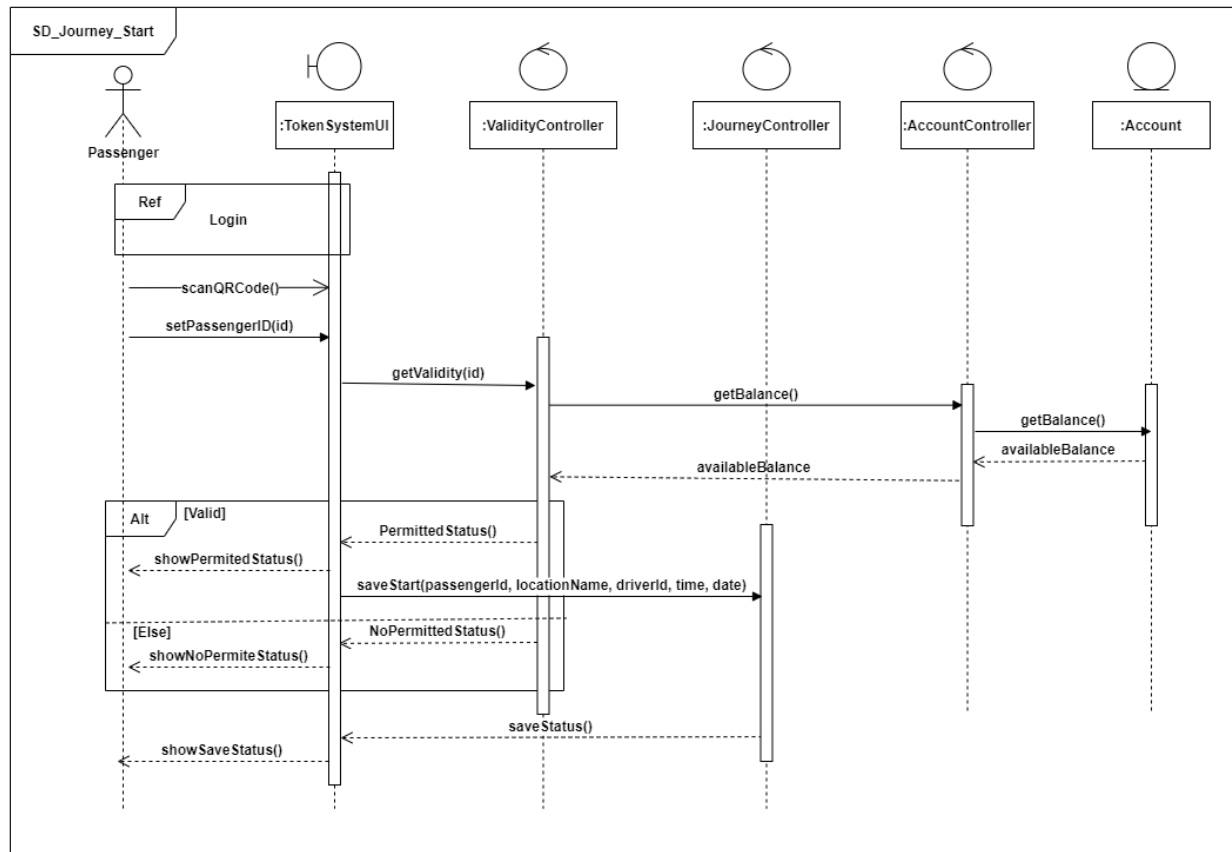 SD_Journey_Start
Passenger
:TokenSystemUI
:ValidityController
:JourneyController
:AccountController
:Account
Ref
Login
scanQRCode()
setPassengerID(id)
getValidity(id)
getBalance()
getBalance()
availableBalance
availableBalance
Alt
[Valid]
PermittedStatus()
showPermitedStatus()
saveStart(passengerId, locationName, driverId, time, date)
[Else]
NoPermittedStatus()
showNoPermiteStatus()
saveStatus()
showSaveStatus()